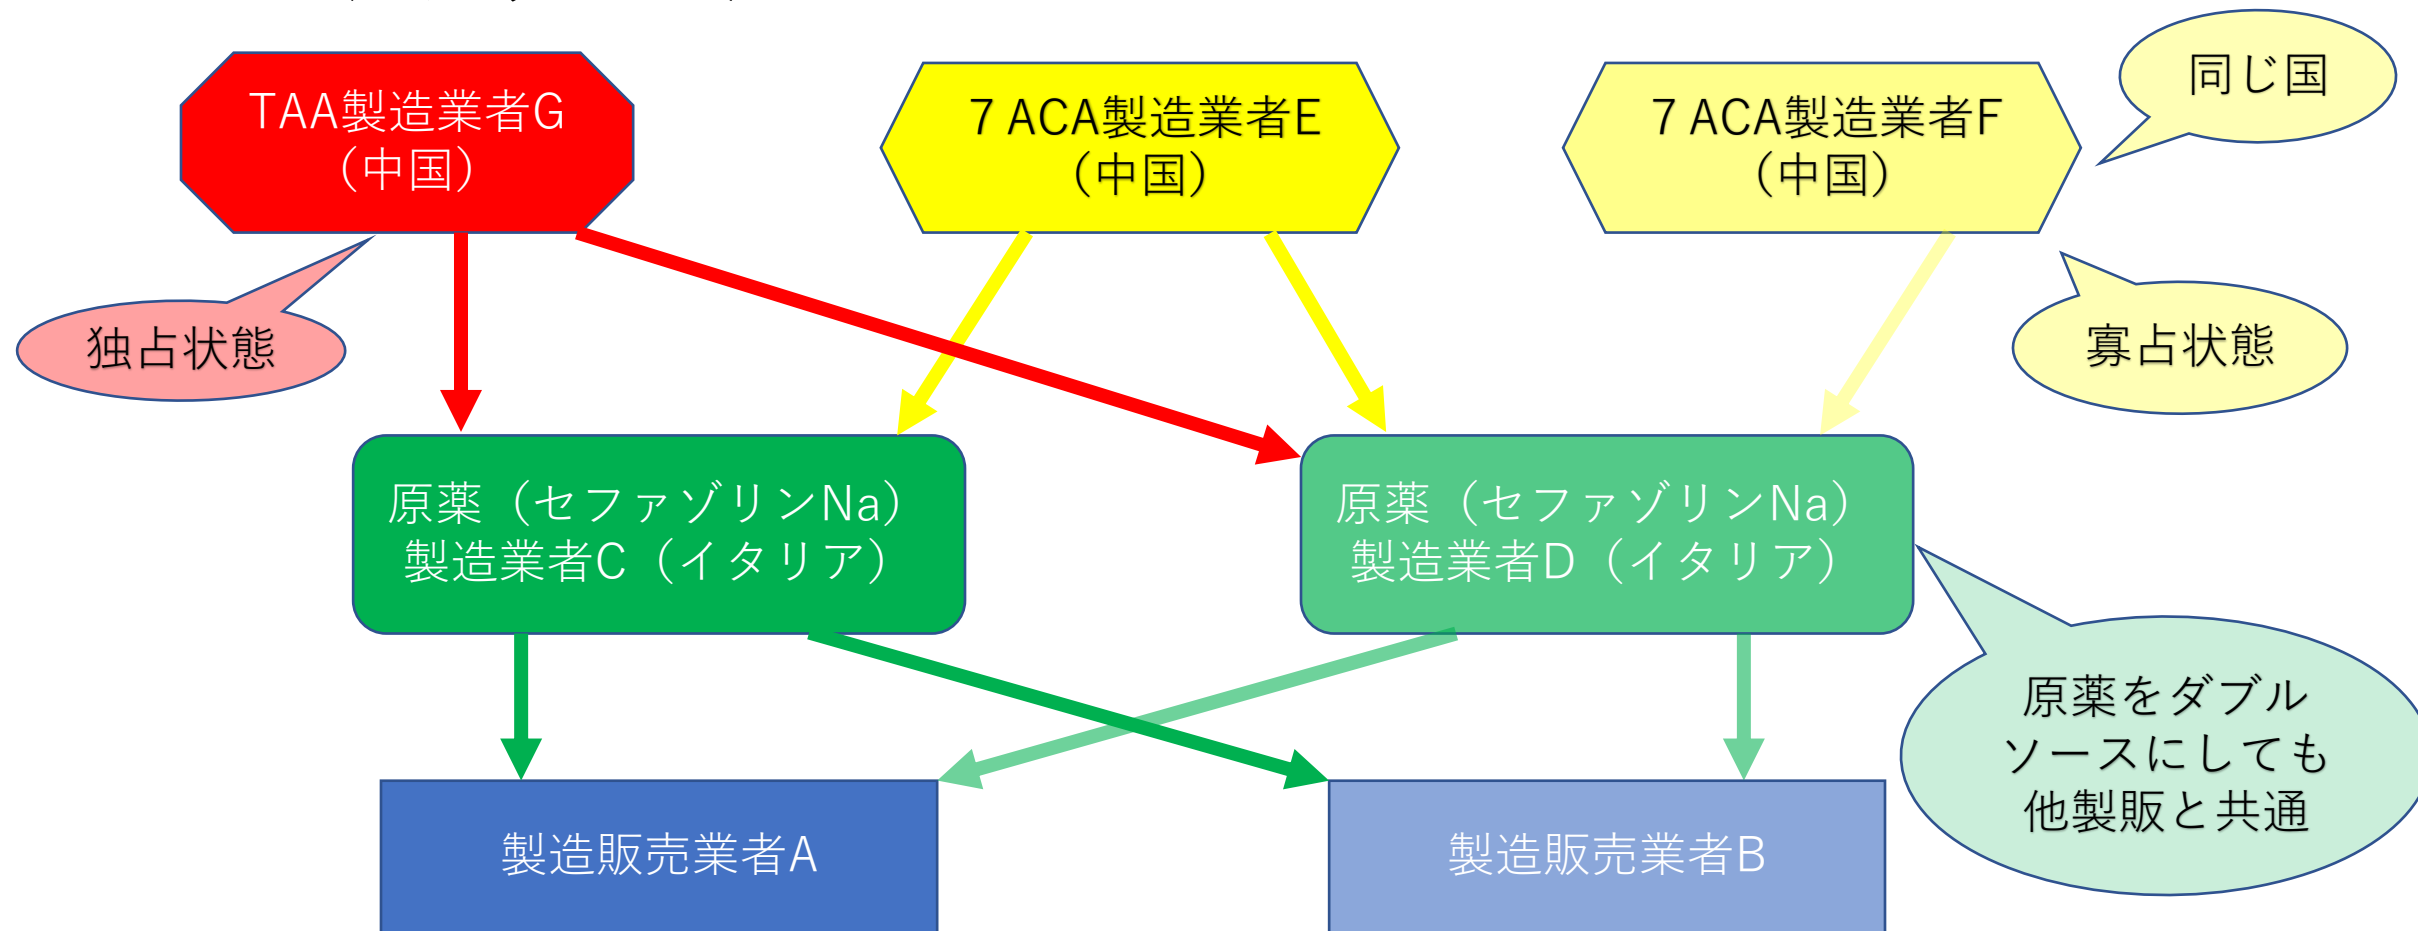 TAA製造業者G
（中国）
７ACA製造業者E
（中国）
７ACA製造業者F
（中国）
同じ国
独占状態
寡占状態
原薬（セファゾリンNa）
製造業者C（イタリア）
原薬（セファゾリンNa）
製造業者D（イタリア）
原薬をダブル
ソースにしても
他製販と共通
製造販売業者A
製造販売業者B